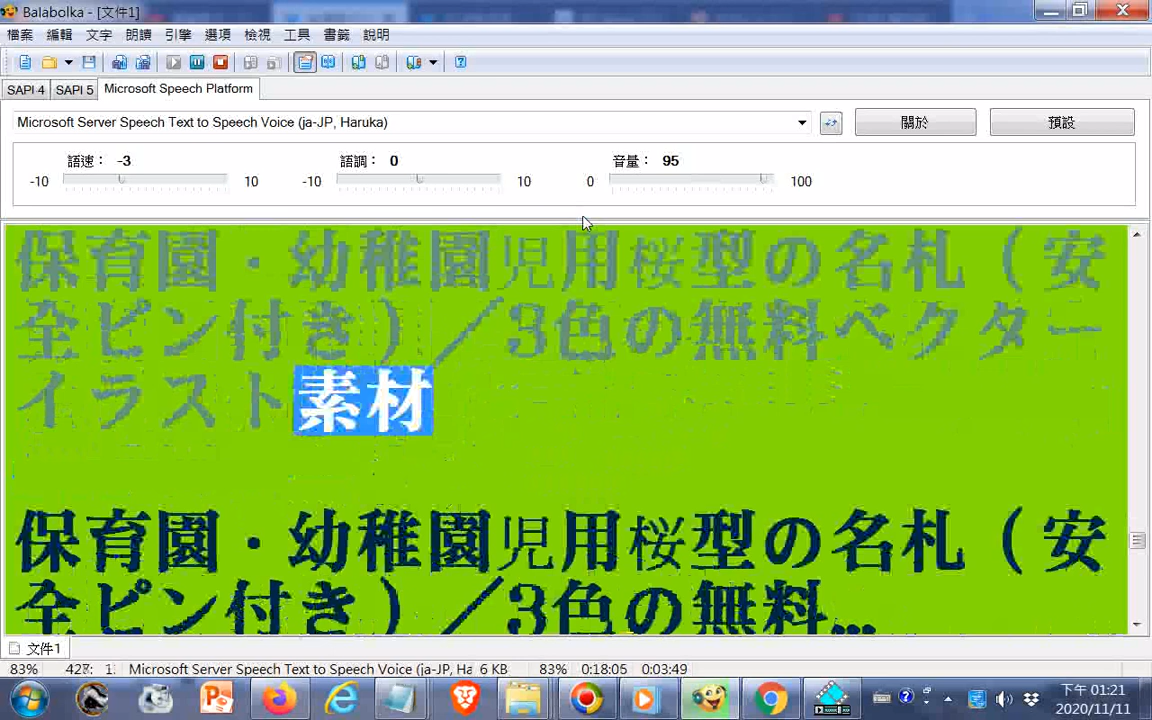 Balabolka - [文件1]
檔案 編輯 文字 朗讀 引擎 選項 檢視 工具 書籤 說明
SAPI 4 SAPI 5 Microsoft Speech Platform
Microsoft Server Speech Text to Speech Voice (ja-JP, Haruka) 關於 預設
語速： -3 語調： 0 音量： 95
-10 10 -10 10 0 100
保育園・幼稚園児用桜型の名札（安
全ピン付き）／3色の無料ベクター
イラスト素材
保育園・幼稚園児用桜型の名札（安
全ピン付き）／3色の無料...
文件1
83% Microsoft Server Speech Text to Speech Voice (ja-JP, Ha 6 KB 83% 0:18:05 0:03:49
下午 01:21
2020/11/11